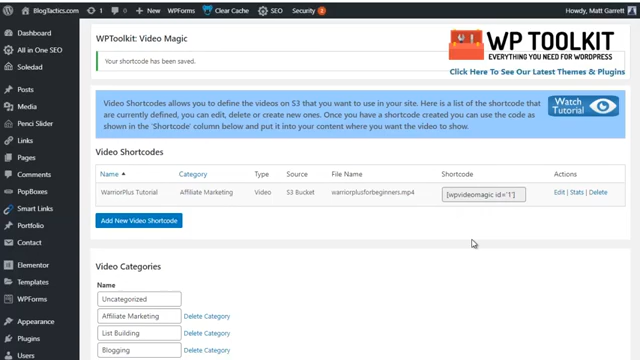 BlogTactics.com
1
0
New
WPForms
Clear Cache
SEO
Security 2
Howdy, Matt Garrett
Dashboard
All in One SEO
Soledad
Posts
Media
Penci Slider
Links
Pages
Comments
PopBoxes
Smart Links
Portfolio
Contact
Elementor
Templates
WPForms
Appearance
Plugins
Users
WPToolkit: Video Magic
Your shortcode has been saved.
WP TOOLKIT
EVERYTHING YOU NEED FOR WORDPRESS
Click Here To See Our Latest Themes & Plugins
Video Shortcodes allows you to define the videos on S3 that you want to use in your site. Here is a list of the shortcode
that are currently defined, you can edit, delete or create new ones. Once you have a shortcode created you can use the code
as shown in the 'Shortcode' column below and put it into your content where you want the video to show.
Watch
Tutorial
Video Shortcodes
Name Category Type Source File Name Shortcode Actions
WarriorPlus Tutorial Affiliate Marketing Video S3 Bucket warriorplusforbeginners.mp4 [wpvideomagic id='1'] Edit | Stats | Delete
Add New Video Shortcode
Video Categories
Name
Uncategorized
Affiliate Marketing Delete Category
List Building Delete Category
Blogging Delete Category